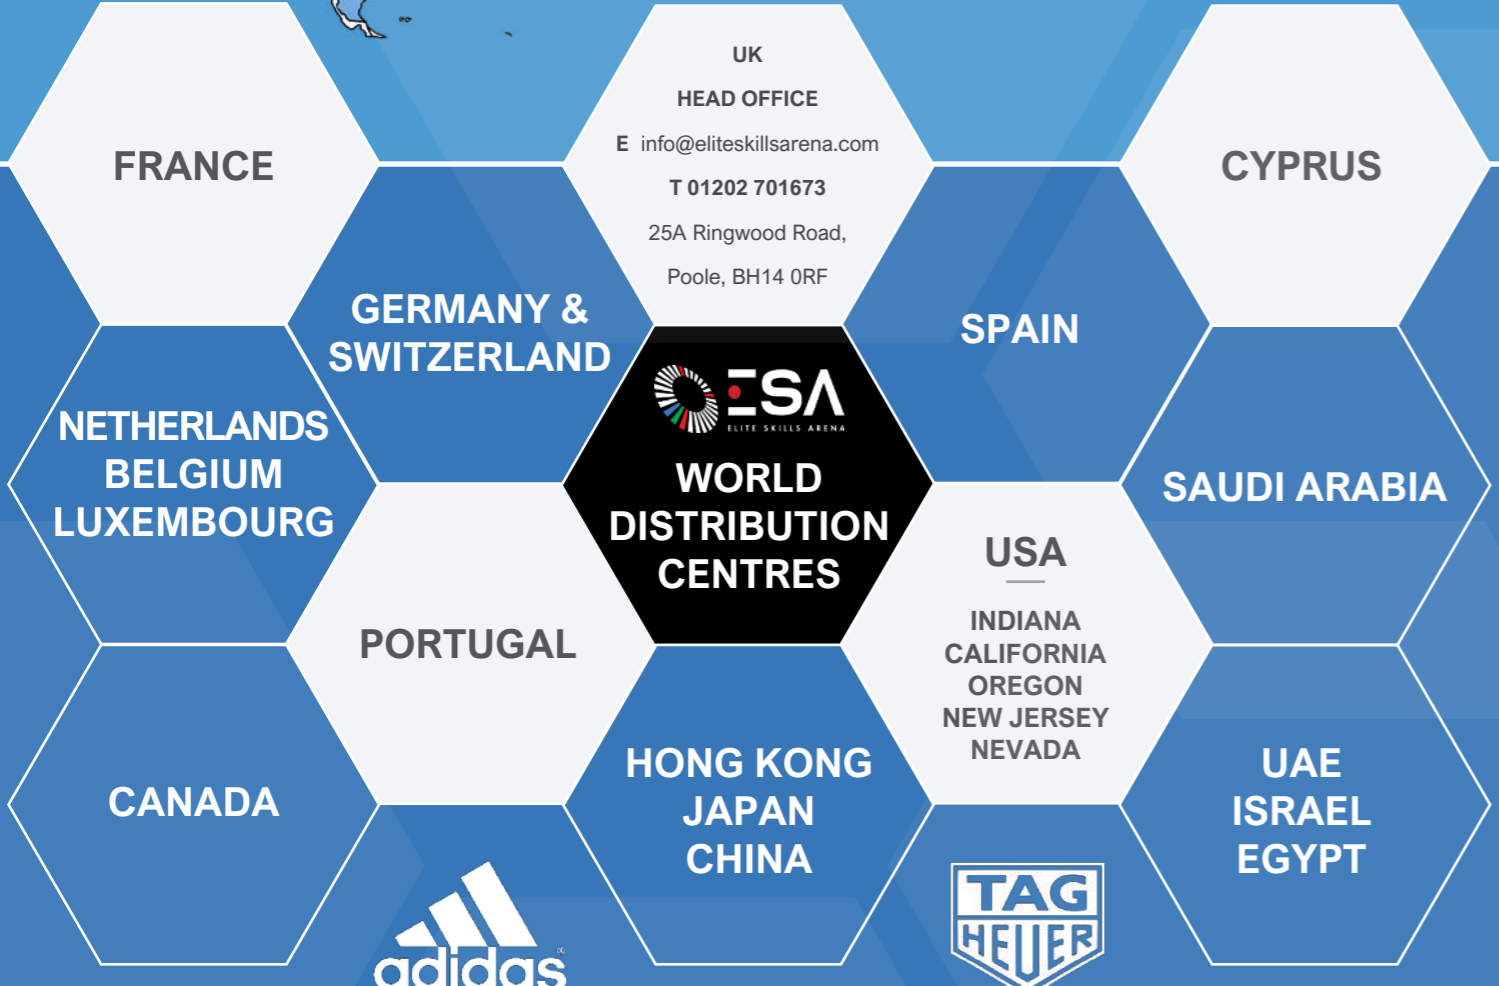 UK
HEAD OFFICE
E info@eliteskillsarena.com
T 01202 701673
25A Ringwood Road,
Poole, BH14 0RF
FRANCE
CYPRUS
GERMANY &
SWITZERLAND
SPAIN
NETHERLANDS
BELGIUM
LUXEMBOURG
ESA
ELITE SKILLS ARENA
WORLD
DISTRIBUTION
CENTRES
SAUDI ARABIA
PORTUGAL
USA
INDIANA
CALIFORNIA
OREGON
NEW JERSEY
NEVADA
CANADA
HONG KONG
JAPAN
CHINA
UAE
ISRAEL
EGYPT
adidas
TAG
HEUER